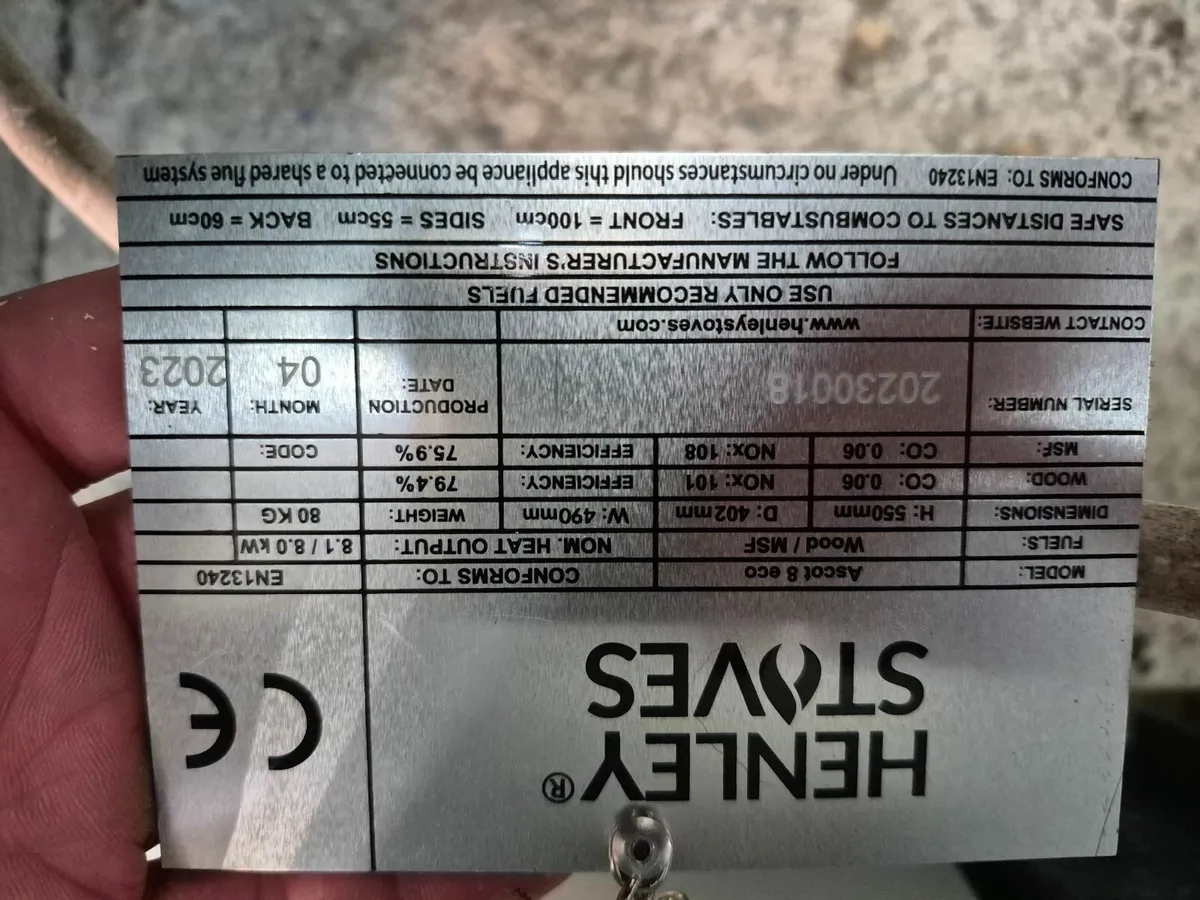 HENLEY®
STOVES
CE
MODEL: Ascot 8 eco CONFORMS TO: EN13240
FUELS: Wood / MSF NOM. HEAT OUTPUT: 8.1 / 8.0 kW
DIMENSIONS: H: 550mm D: 402mm W: 490mm WEIGHT: 80 KG
WOOD: CO: 0.06 NOx: 101 EFFICIENCY: 79.4%
MSF: CO: 0.06 NOx: 108 EFFICIENCY: 75.9% CODE:
SERIAL NUMBER: 20230018 PRODUCTION DATE: MONTH: 04 YEAR: 2023
CONTACT WEBSITE: www.henleystoves.com
USE ONLY RECOMMENDED FUELS
FOLLOW THE MANUFACTURER'S INSTRUCTIONS
SAFE DISTANCES TO COMBUSTABLES: FRONT = 100cm SIDES = 55cm BACK = 60cm
CONFORMS TO: EN13240 Under no circumstances should this appliance be connected to a shared flue system